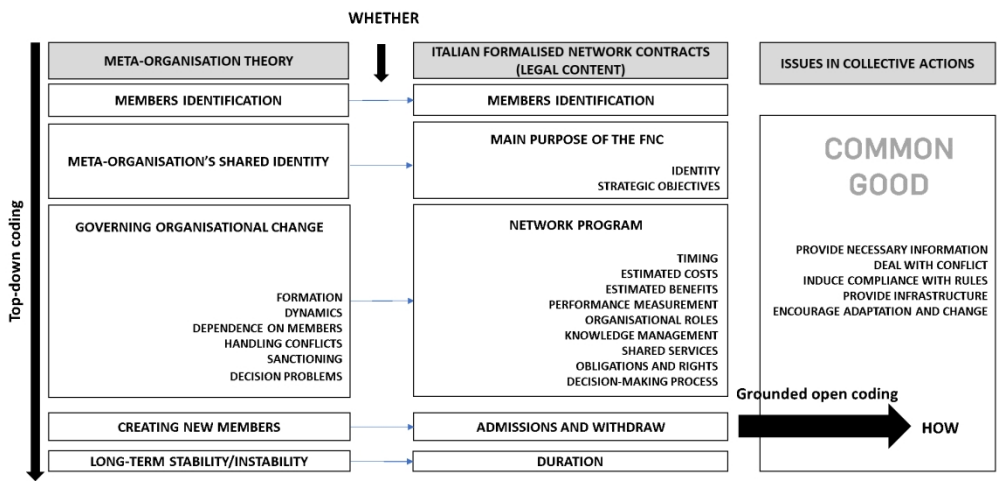 WHETHER
Top-down coding
META-ORGANISATION THEORY
MEMBERS IDENTIFICATION
META-ORGANISATION'S SHARED IDENTITY
GOVERNING ORGANISATIONAL CHANGE
FORMATION
DYNAMICS
DEPENDENCE ON MEMBERS
HANDLING CONFLICTS
SANCTIONING
DECISION PROBLEMS
CREATING NEW MEMBERS
LONG-TERM STABILITY/INSTABILITY
ITALIAN FORMALISED NETWORK CONTRACTS
(LEGAL CONTENT)
MEMBERS IDENTIFICATION
MAIN PURPOSE OF THE FNC
IDENTITY
STRATEGIC OBJECTIVES
NETWORK PROGRAM
TIMING
ESTIMATED COSTS
ESTIMATED BENEFITS
PERFORMANCE MEASUREMENT
ORGANISATIONAL ROLES
KNOWLEDGE MANAGEMENT
SHARED SERVICES
OBLIGATIONS AND RIGHTS
DECISION-MAKING PROCESS
ADMISSIONS AND WITHDRAW
DURATION
ISSUES IN COLLECTIVE ACTIONS
COMMON
GOOD
PROVIDE NECESSARY INFORMATION
DEAL WITH CONFLICT
INDUCE COMPLIANCE WITH RULES
PROVIDE INFRASTRUCTURE
ENCOURAGE ADAPTATION AND CHANGE
Grounded open coding
HOW